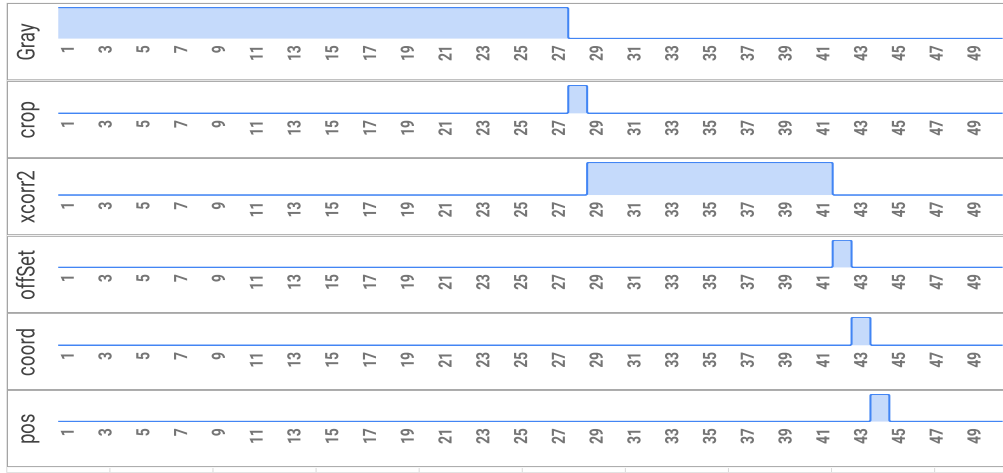 Gray
1 3 5 7 9 11 13 15 17 19 21 23 25 27 29 31 33 35 37 39 41 43 45 47 49
crop
1 3 5 7 9 11 13 15 17 19 21 23 25 27 29 31 33 35 37 39 41 43 45 47 49
xcorr2
1 3 5 7 9 11 13 15 17 19 21 23 25 27 29 31 33 35 37 39 41 43 45 47 49
offSet
1 3 5 7 9 11 13 15 17 19 21 23 25 27 29 31 33 35 37 39 41 43 45 47 49
coord
1 3 5 7 9 11 13 15 17 19 21 23 25 27 29 31 33 35 37 39 41 43 45 47 49
pos
1 3 5 7 9 11 13 15 17 19 21 23 25 27 29 31 33 35 37 39 41 43 45 47 49